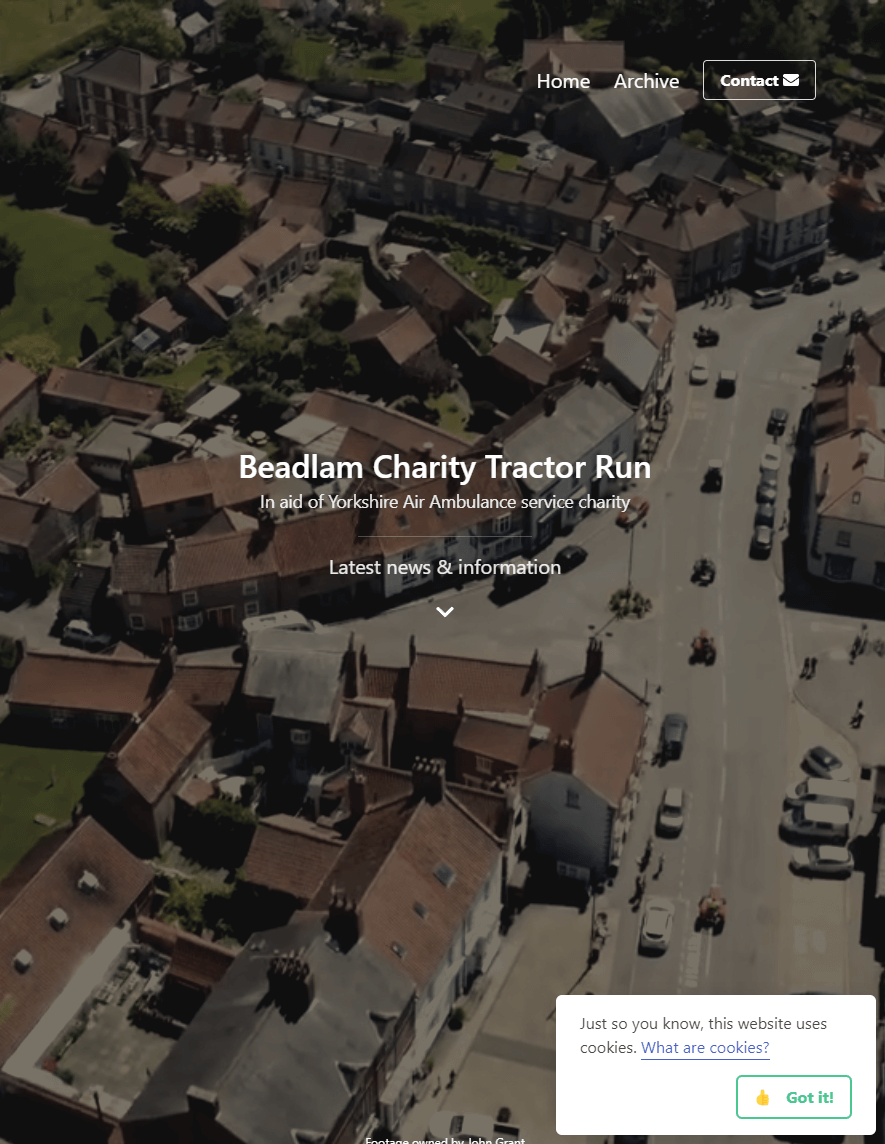 Home Archive Contact
Beadlam Charity Tractor Run
In aid of Yorkshire Air Ambulance service charity
Latest news & information
Just so you know, this website uses
cookies. What are cookies?
👍 Got it!
Footage owned by John Grant